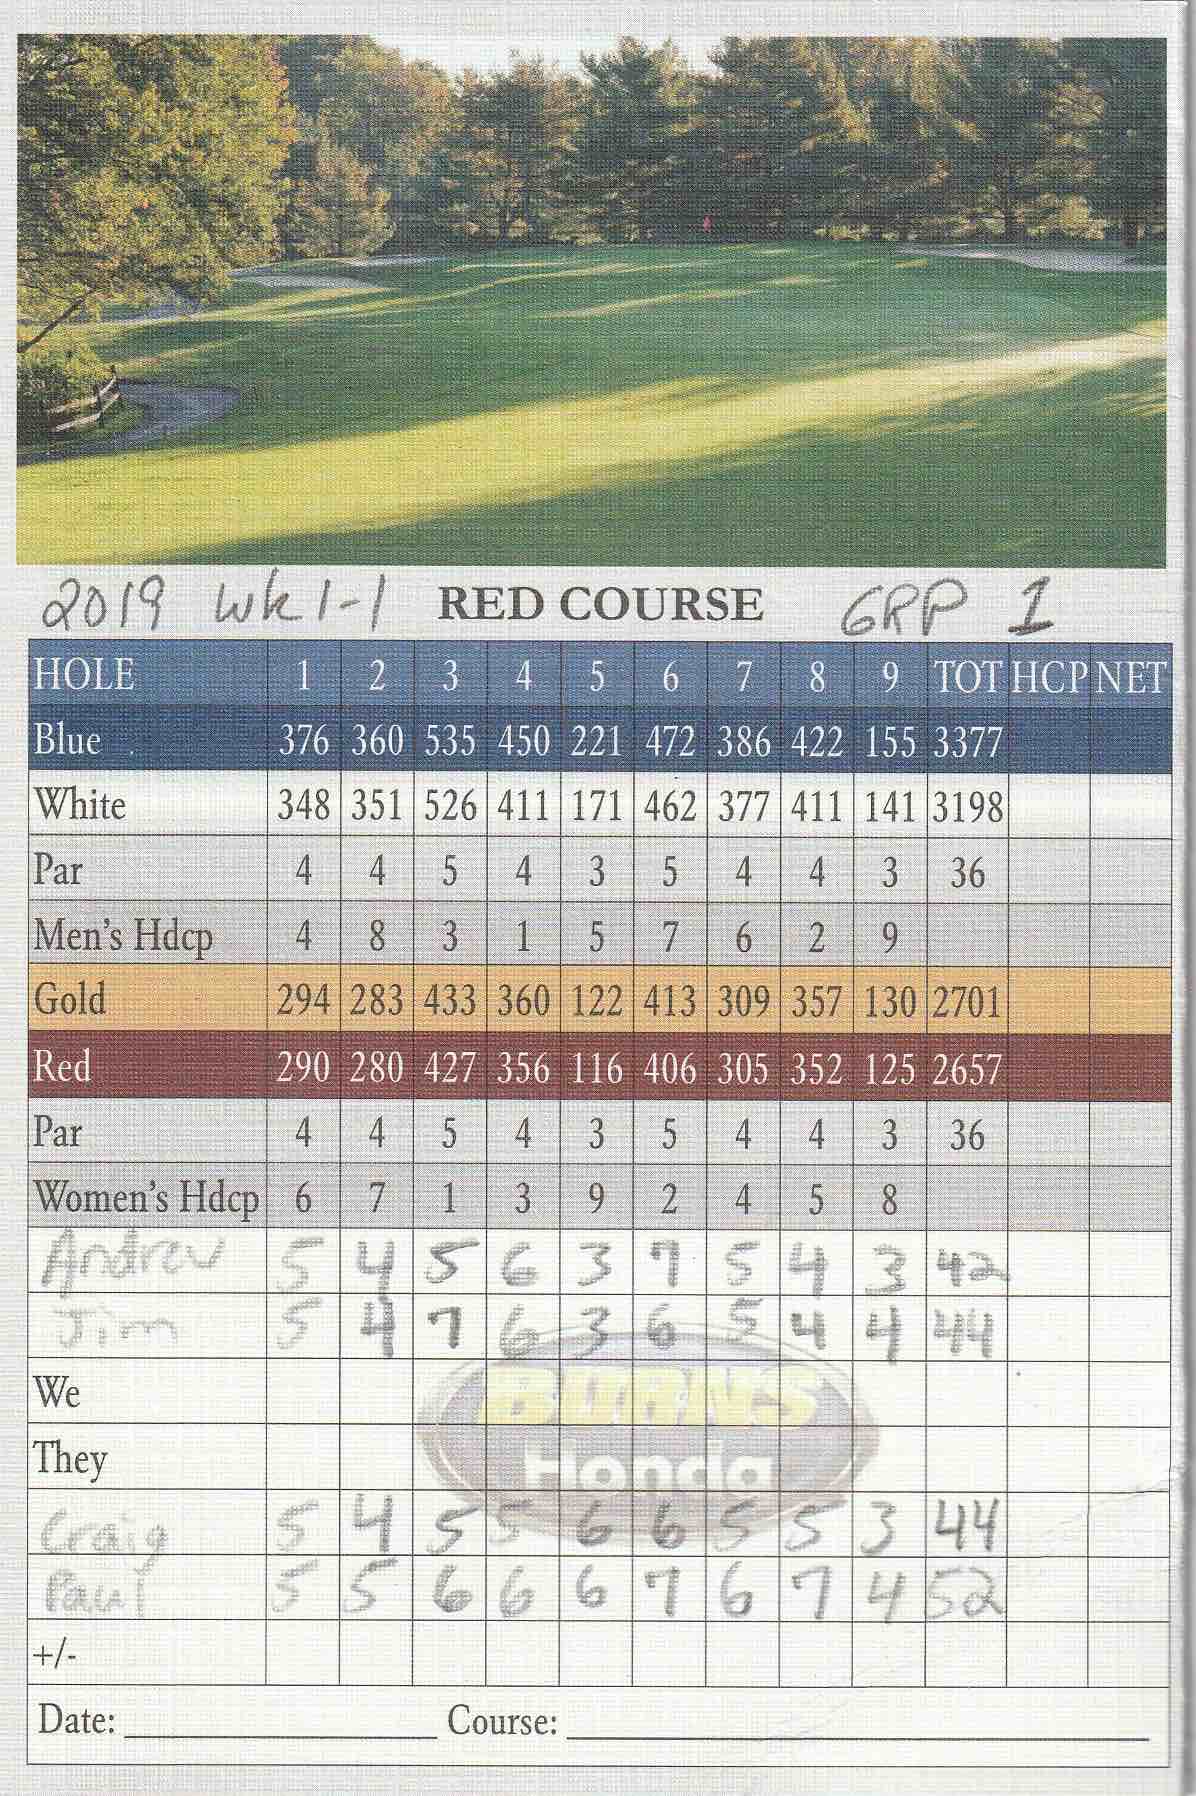 2019 wk1-1 RED COURSE GRP 1
HOLE 1 2 3 4 5 6 7 8 9 TOT HCP NET
Blue 376 360 535 450 221 472 386 422 155 3377
White 348 351 526 411 171 462 377 411 141 3198
Par 4 4 5 4 3 5 4 4 3 36
Men's Hdcp 4 8 3 1 5 7 6 2 9
Gold 294 283 433 360 122 413 309 357 130 2701
Red 290 280 427 356 116 406 305 352 125 2657
Par 4 4 5 4 3 5 4 4 3 36
Women's Hdcp 6 7 1 3 9 2 4 5 8
Andrew 5 4 5 6 3 7 5 4 3 42
Jim 5 4 7 6 3 6 5 4 4 44
We
BURNS
They
Honda
Craig 5 4 5 5 6 6 5 5 3 44
Paul 5 5 6 6 6 7 6 7 4 52
+/-
Date: Course: